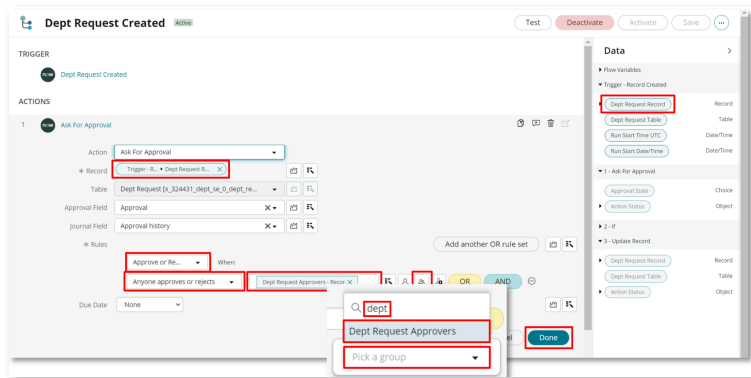 Dept Request Created Active
Test Deactivate Activate Save
TRIGGER
now Dept Request Created
ACTIONS
1 now Ask For Approval
Action Ask For Approval
* Record Trigger - R... Dept Request R... X
Table Dept Request [x_324431_dept_se_0_dept_re...
Approval Field Approval X
Journal Field Approval history X
* Rules Add another OR rule set
Approve or Re... When:
Anyone approves or rejects Dept Request Approvers - Recor X OR AND
Due Date None
dept
Dept Request Approvers
Pick a group
Done
Data
Flow Variables
Trigger - Record Created
Dept Request Record Record
Dept Request Table Table
Run Start Time UTC Date/Time
Run Start Date/Time Date/Time
1 - Ask For Approval
Approval State Choice
Action Status Object
2 - If
3 - Update Record
Dept Request Record Record
Dept Request Table Table
Action Status Object